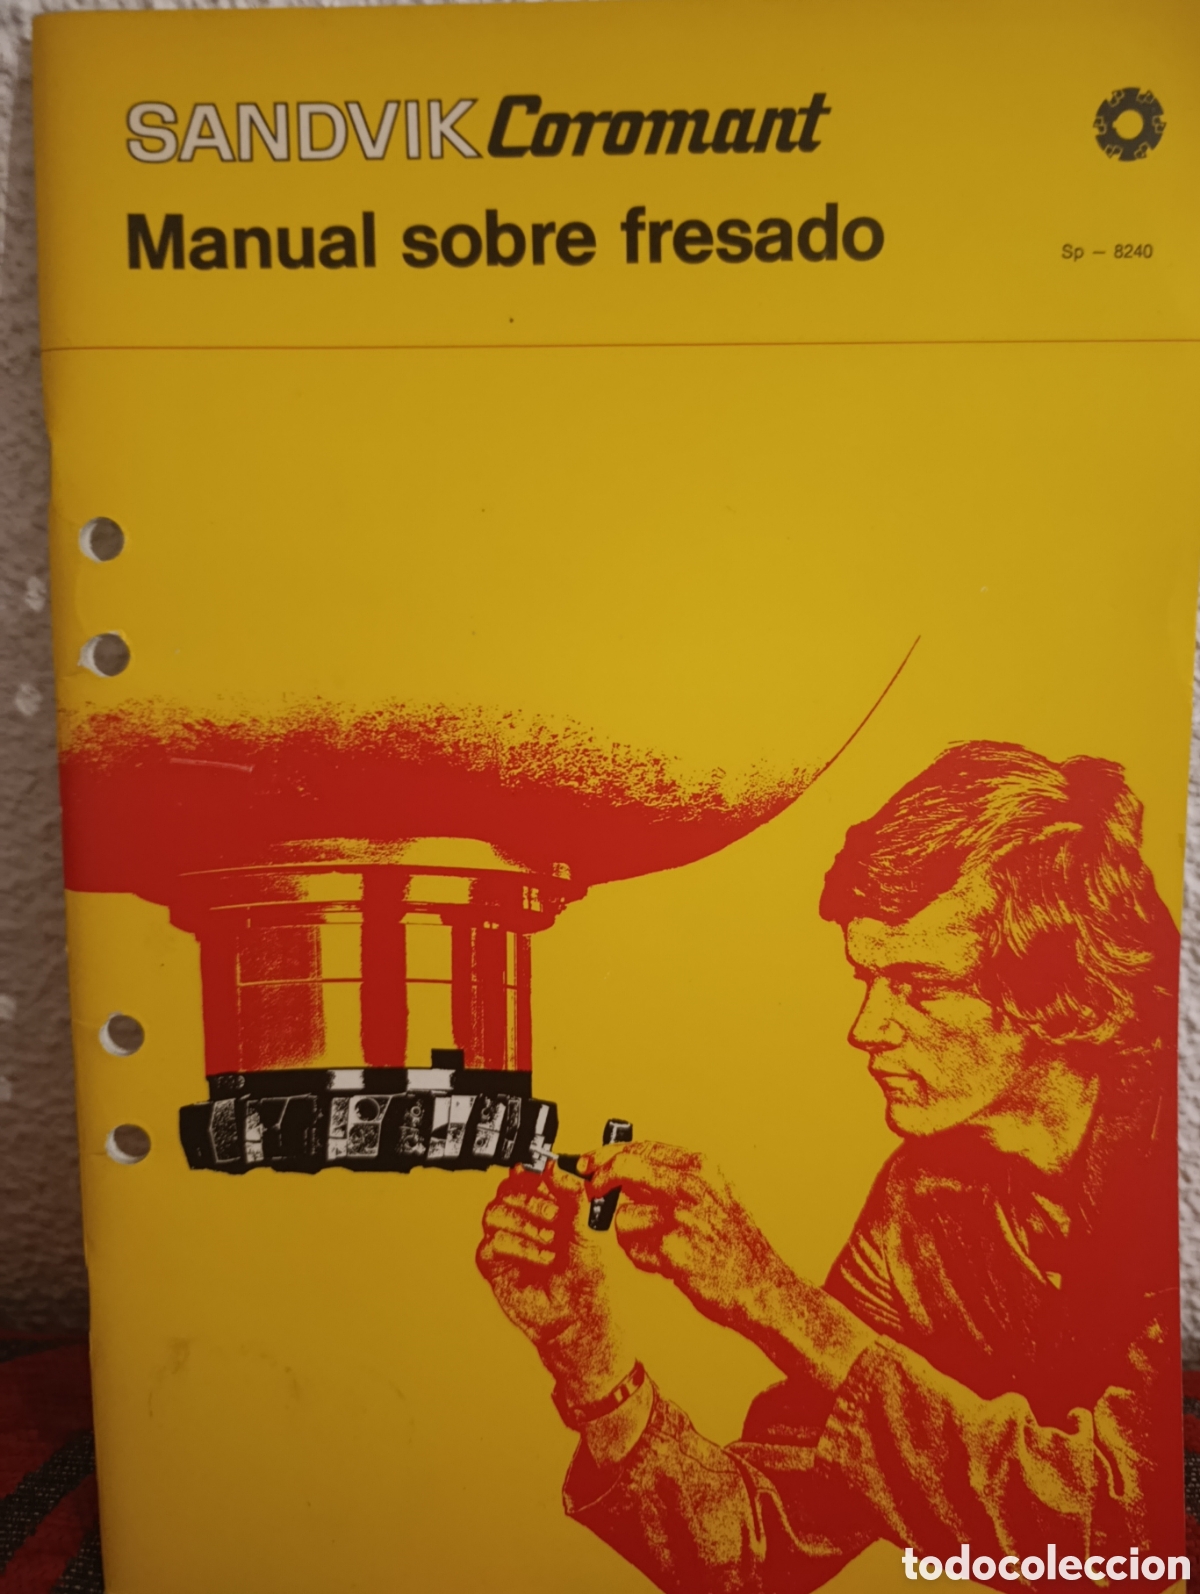 SANDVIK Coromant
Manual sobre fresado
Sp – 8240
todocoleccion